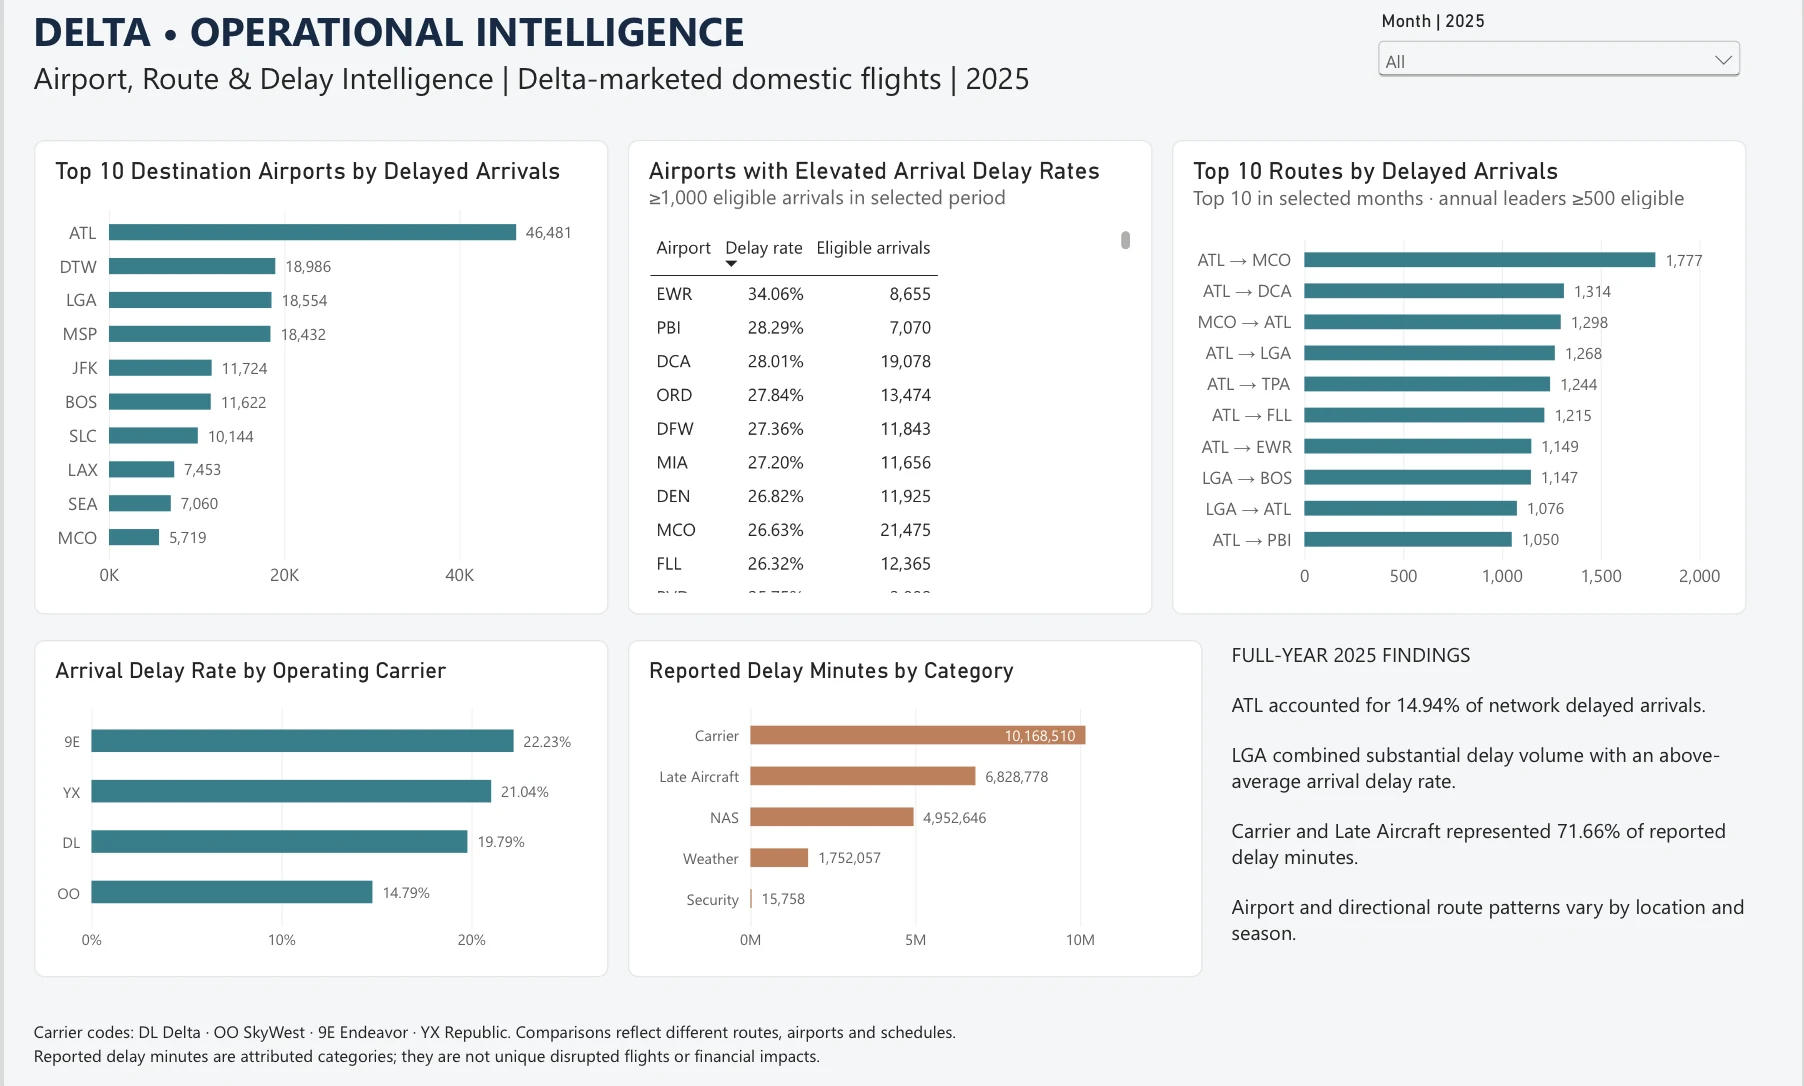 DELTA • OPERATIONAL INTELLIGENCE
Airport, Route & Delay Intelligence | Delta-marketed domestic flights | 2025
Month | 2025
All
Top 10 Destination Airports by Delayed Arrivals
ATL 46,481
DTW 18,986
LGA 18,554
MSP 18,432
JFK 11,724
BOS 11,622
SLC 10,144
LAX 7,453
SEA 7,060
MCO 5,719
0K 20K 40K
Airports with Elevated Arrival Delay Rates
≥1,000 eligible arrivals in selected period
Airport Delay rate Eligible arrivals
EWR 34.06% 8,655
PBI 28.29% 7,070
DCA 28.01% 19,078
ORD 27.84% 13,474
DFW 27.36% 11,843
MIA 27.20% 11,656
DEN 26.82% 11,925
MCO 26.63% 21,475
FLL 26.32% 12,365
Top 10 Routes by Delayed Arrivals
Top 10 in selected months · annual leaders ≥500 eligible
ATL → MCO 1,777
ATL → DCA 1,314
MCO → ATL 1,298
ATL → LGA 1,268
ATL → TPA 1,244
ATL → FLL 1,215
ATL → EWR 1,149
LGA → BOS 1,147
LGA → ATL 1,076
ATL → PBI 1,050
0 500 1,000 1,500 2,000
Arrival Delay Rate by Operating Carrier
9E 22.23%
YX 21.04%
DL 19.79%
OO 14.79%
0% 10% 20%
Reported Delay Minutes by Category
Carrier 10,168,510
Late Aircraft 6,828,778
NAS 4,952,646
Weather 1,752,057
Security 15,758
0M 5M 10M
FULL-YEAR 2025 FINDINGS
ATL accounted for 14.94% of network delayed arrivals.
LGA combined substantial delay volume with an above-
average arrival delay rate.
Carrier and Late Aircraft represented 71.66% of reported
delay minutes.
Airport and directional route patterns vary by location and
season.
Carrier codes: DL Delta · OO SkyWest · 9E Endeavor · YX Republic. Comparisons reflect different routes, airports and schedules.
Reported delay minutes are attributed categories; they are not unique disrupted flights or financial impacts.